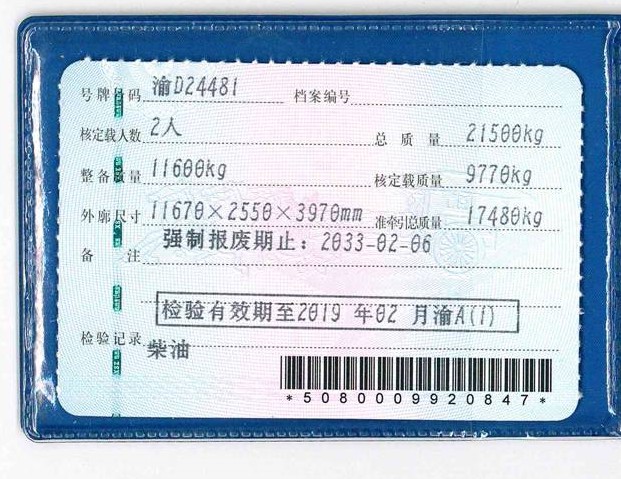 号牌号码 渝D24481 档案编号
核定载人数 2人 总质量 21500kg
整备质量 11600kg 核定载质量 9770kg
外廓尺寸 11670×2550×3970mm 准牵引总质量 17480kg
备注 强制报废期止：2033-02-06
检验有效期至2019年02月渝A(1)
检验记录
柴油
*5080009920847*